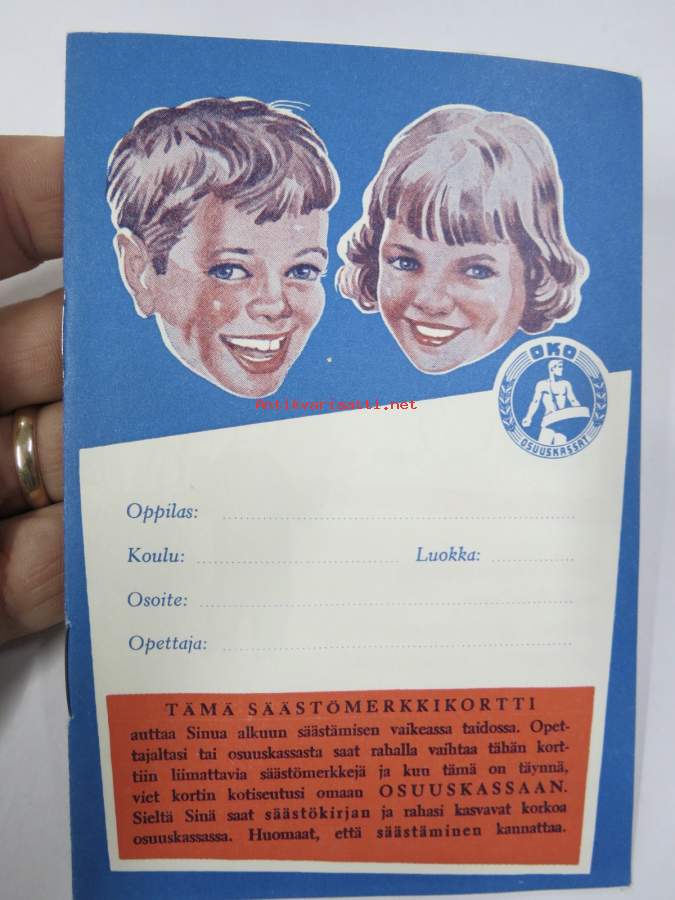 Antikvariaatti.net
OKO
OSUUSKASSAT
Oppilas:
Koulu: Luokka:
Osoite:
Opettaja:
TÄMÄ SÄÄSTÖMERKKIKORTTI
auttaa Sinua alkuun säästämisen vaikeassa taidossa. Opet-
tajaltasi tai osuuskassasta saat rahalla vaihtaa tähän kort-
tiin liimattavia säästömerkkejä ja kun tämä on täynnä,
viet kortin kotiseutusi omaan OSUUSKASSAAN.
Sieltä Sinä saat säästökirjan ja rahasi kasvavat korkoa
osuuskassassa. Huomaat, että säästäminen kannattaa.